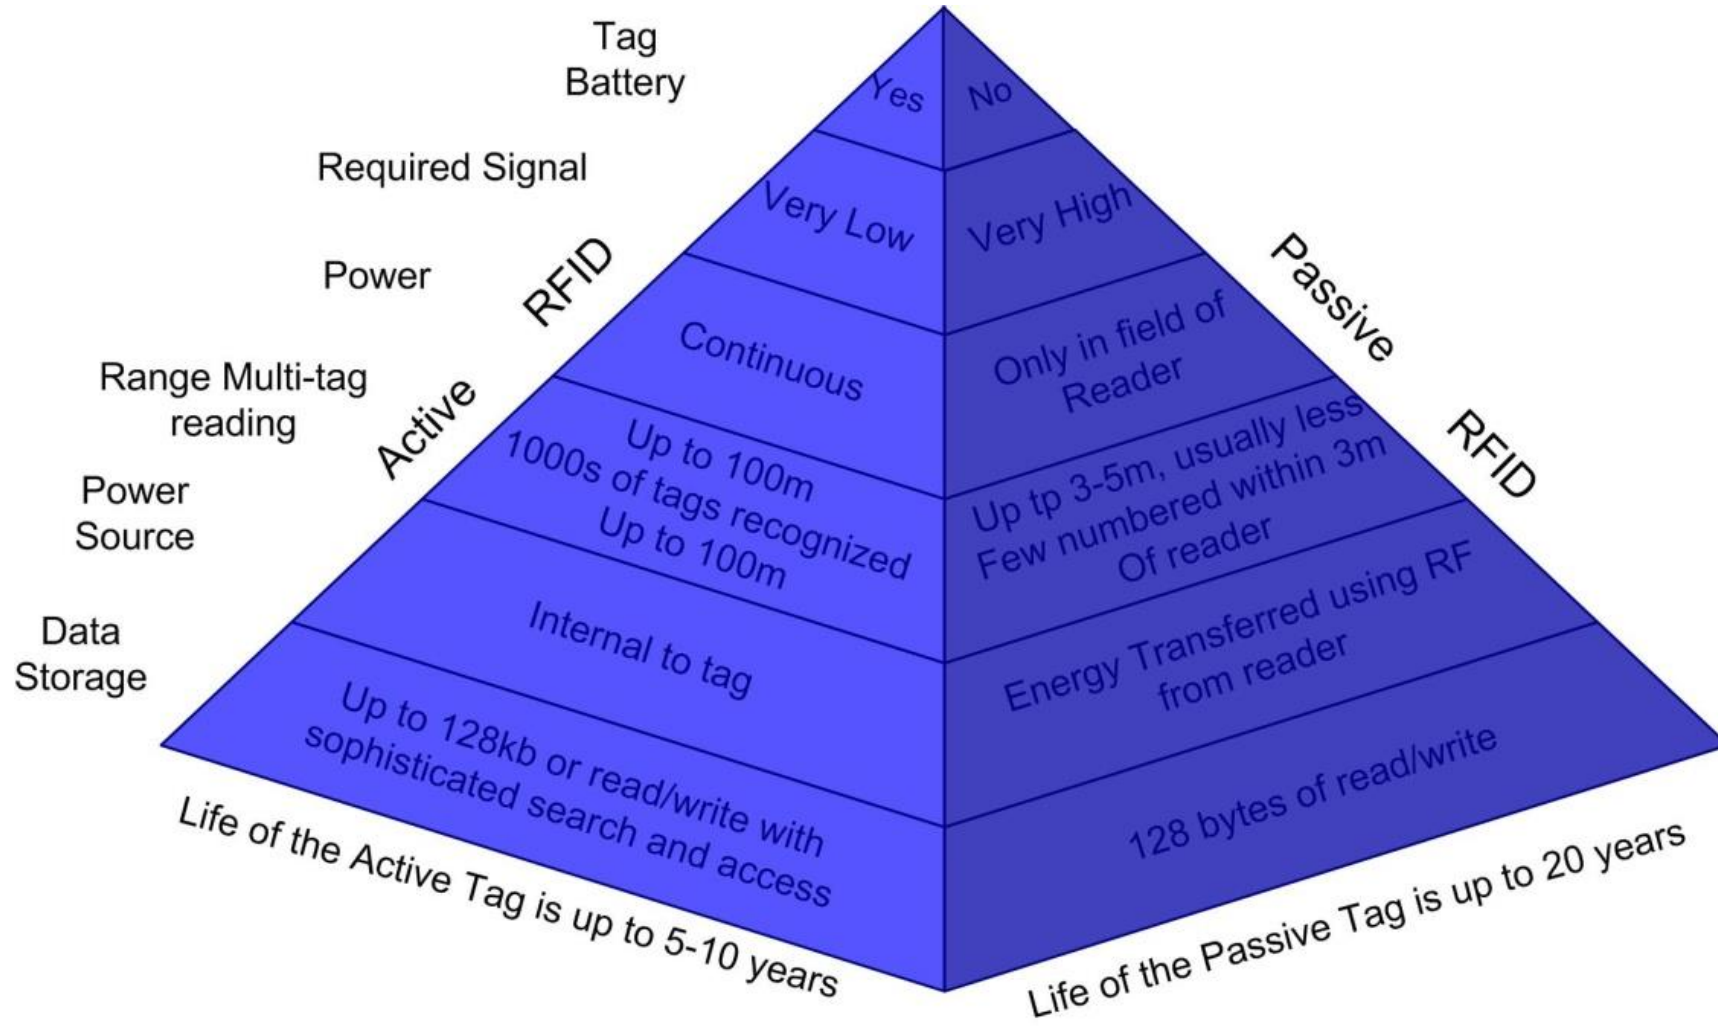 Tag
Battery
Yes
No
Required Signal
Very Low
Very High
Power
Continuous
Only in field of
Reader
Range Multi-tag
reading
Up to 100m
1000s of tags recognized
Up to 100m
Up tp 3-5m, usually less
Few numbered within 3m
Of reader
Power
Source
Internal to tag
Energy Transferred using RF
from reader
Data
Storage
Up to 128kb or read/write with
sophisticated search and access
128 bytes of read/write
Active RFID
Passive RFID
Life of the Active Tag is up to 5-10 years
Life of the Passive Tag is up to 20 years